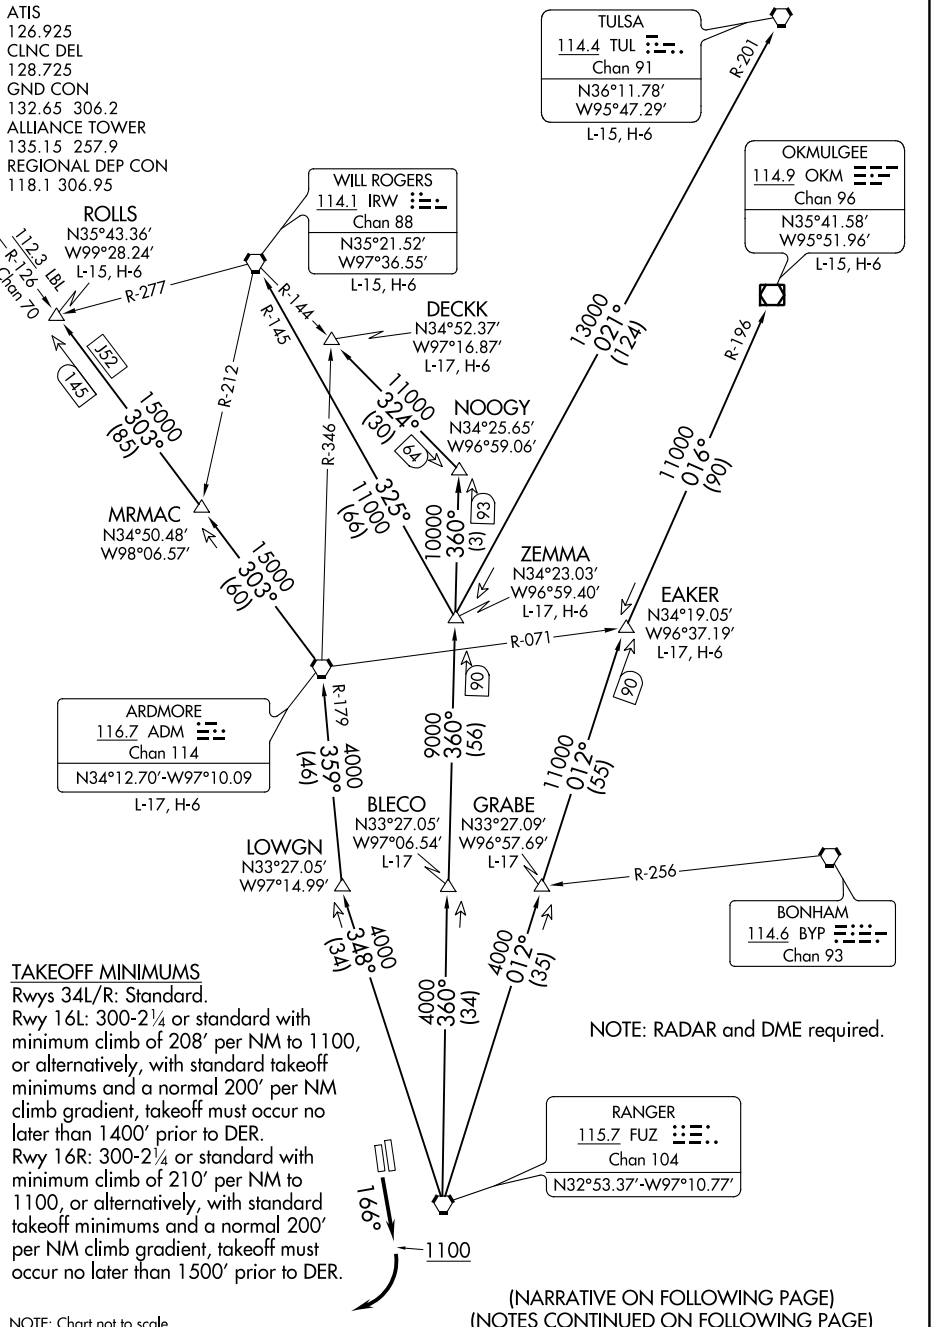 ATIS
126.925
CLNC DEL
128.725
GND CON
132.65 306.2
ALLIANCE TOWER
135.15 257.9
REGIONAL DEP CON
118.1 306.95
TULSA
114.4 TUL
Chan 91
N36°11.78′
W95°47.29′
L-15, H-6
R-201
OKMULGEE
114.9 OKM
Chan 96
N35°41.58′
W95°51.96′
L-15, H-6
R-196
WILL ROGERS
114.1 IRW
Chan 88
N35°21.52′
W97°36.55′
L-15, H-6
ROLLS
N35°43.36′
W99°28.24′
L-15, H-6
112.3 LBL
R-126
Chan 70
R-277
R-144
R-145
R-212
DECKK
N34°52.37′
W97°16.87′
L-17, H-6
13000
021°
(124)
J52
145
15000
303°
(85)
R-346
11000
324°
(30)
64
NOOGY
N34°25.65′
W96°59.06′
11000
016°
(90)
325°
11000
(66)
10000
360°
(3)
93
MRMAC
N34°50.48′
W98°06.57′
15000
303°
(60)
ZEMMA
N34°23.03′
W96°59.40′
L-17, H-6
EAKER
N34°19.05′
W96°37.19′
L-17, H-6
R-071
90
90
ARDMORE
116.7 ADM
Chan 114
N34°12.70′-W97°10.09
L-17, H-6
R-179
4000
359°
(46)
9000
360°
(56)
11000
012°
(55)
BLECO
N33°27.05′
W97°06.54′
L-17
GRABE
N33°27.09′
W96°57.69′
L-17
LOWGN
N33°27.05′
W97°14.99′
R-256
BONHAM
114.6 BYP
Chan 93
4000
348°
(34)
4000
360°
(34)
4000
012°
(35)
TAKEOFF MINIMUMS
Rwys 34L/R: Standard.
Rwy 16L: 300-2¼ or standard with
minimum climb of 208′ per NM to 1100,
or alternatively, with standard takeoff
minimums and a normal 200′ per NM
climb gradient, takeoff must occur no
later than 1400′ prior to DER.
Rwy 16R: 300-2¼ or standard with
minimum climb of 210′ per NM to
1100, or alternatively, with standard
takeoff minimums and a normal 200′
per NM climb gradient, takeoff must
occur no later than 1500′ prior to DER.
NOTE: RADAR and DME required.
RANGER
115.7 FUZ
Chan 104
N32°53.37′-W97°10.77′
166°
1100
(NARRATIVE ON FOLLOWING PAGE)
(NOTES CONTINUED ON FOLLOWING PAGE)
NOTE: Chart not to scale